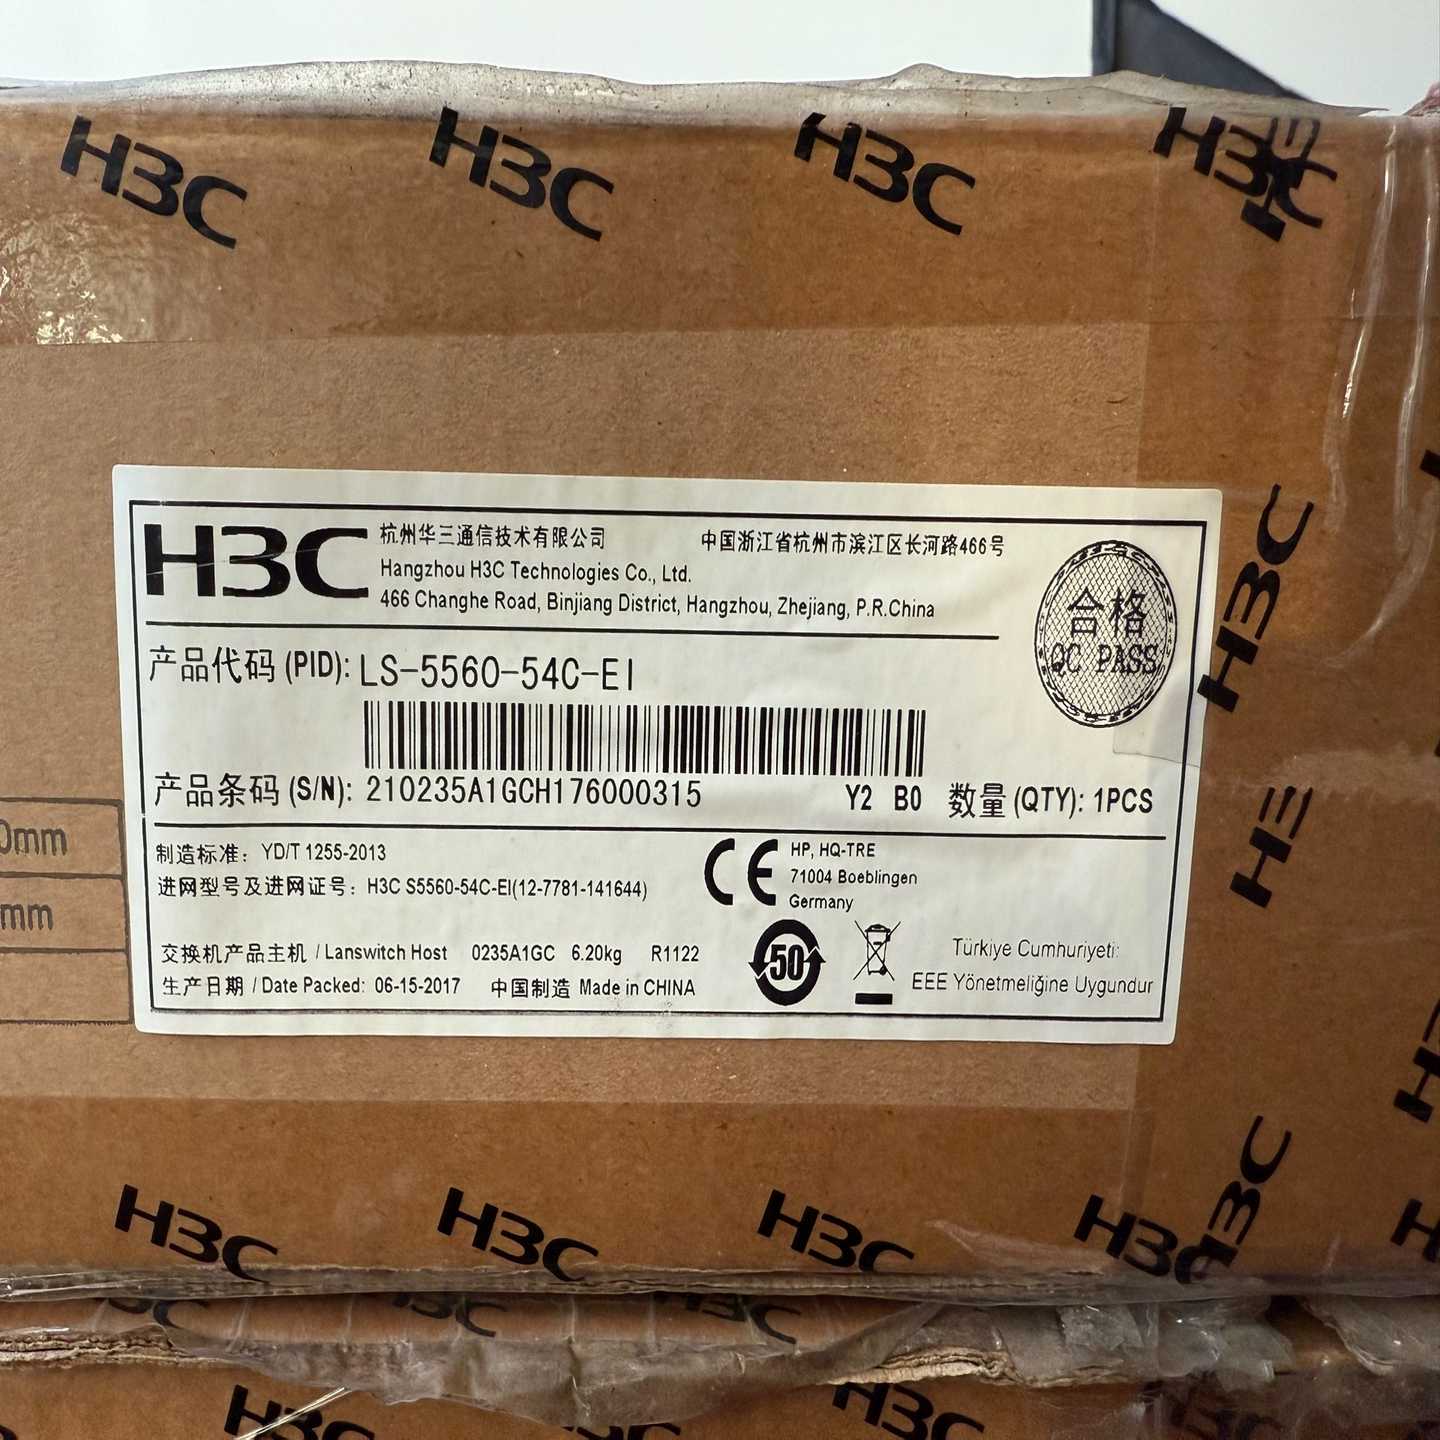 H3C H3C H3C H3C
H3C
杭州华三通信技术有限公司 中国浙江省杭州市滨江区长河路466号
Hangzhou H3C Technologies Co., Ltd.
466 Changhe Road, Binjiang District, Hangzhou, Zhejiang, P.R.China
合格
QC PASS
产品代码 (PID): LS-5560-54C-EI
产品条码 (S/N): 210235A1GCH176000315 Y2 B0 数量 (QTY): 1PCS
制造标准: YD/T 1255-2013
进网型号及进网证号: H3C S5560-54C-EI(12-7781-141644)
CE
HP, HQ-TRE
71004 Boeblingen
Germany
交换机产品主机 / Lanswitch Host 0235A1GC 6.20kg R1122
生产日期 / Date Packed: 06-15-2017 中国制造 Made in CHINA
50
Türkiye Cumhuriyeti:
EEE Yönetmeliğine Uygundur
0mm
mm
H3C
H3C H3C H3C H3C
H3C
H3C H3C